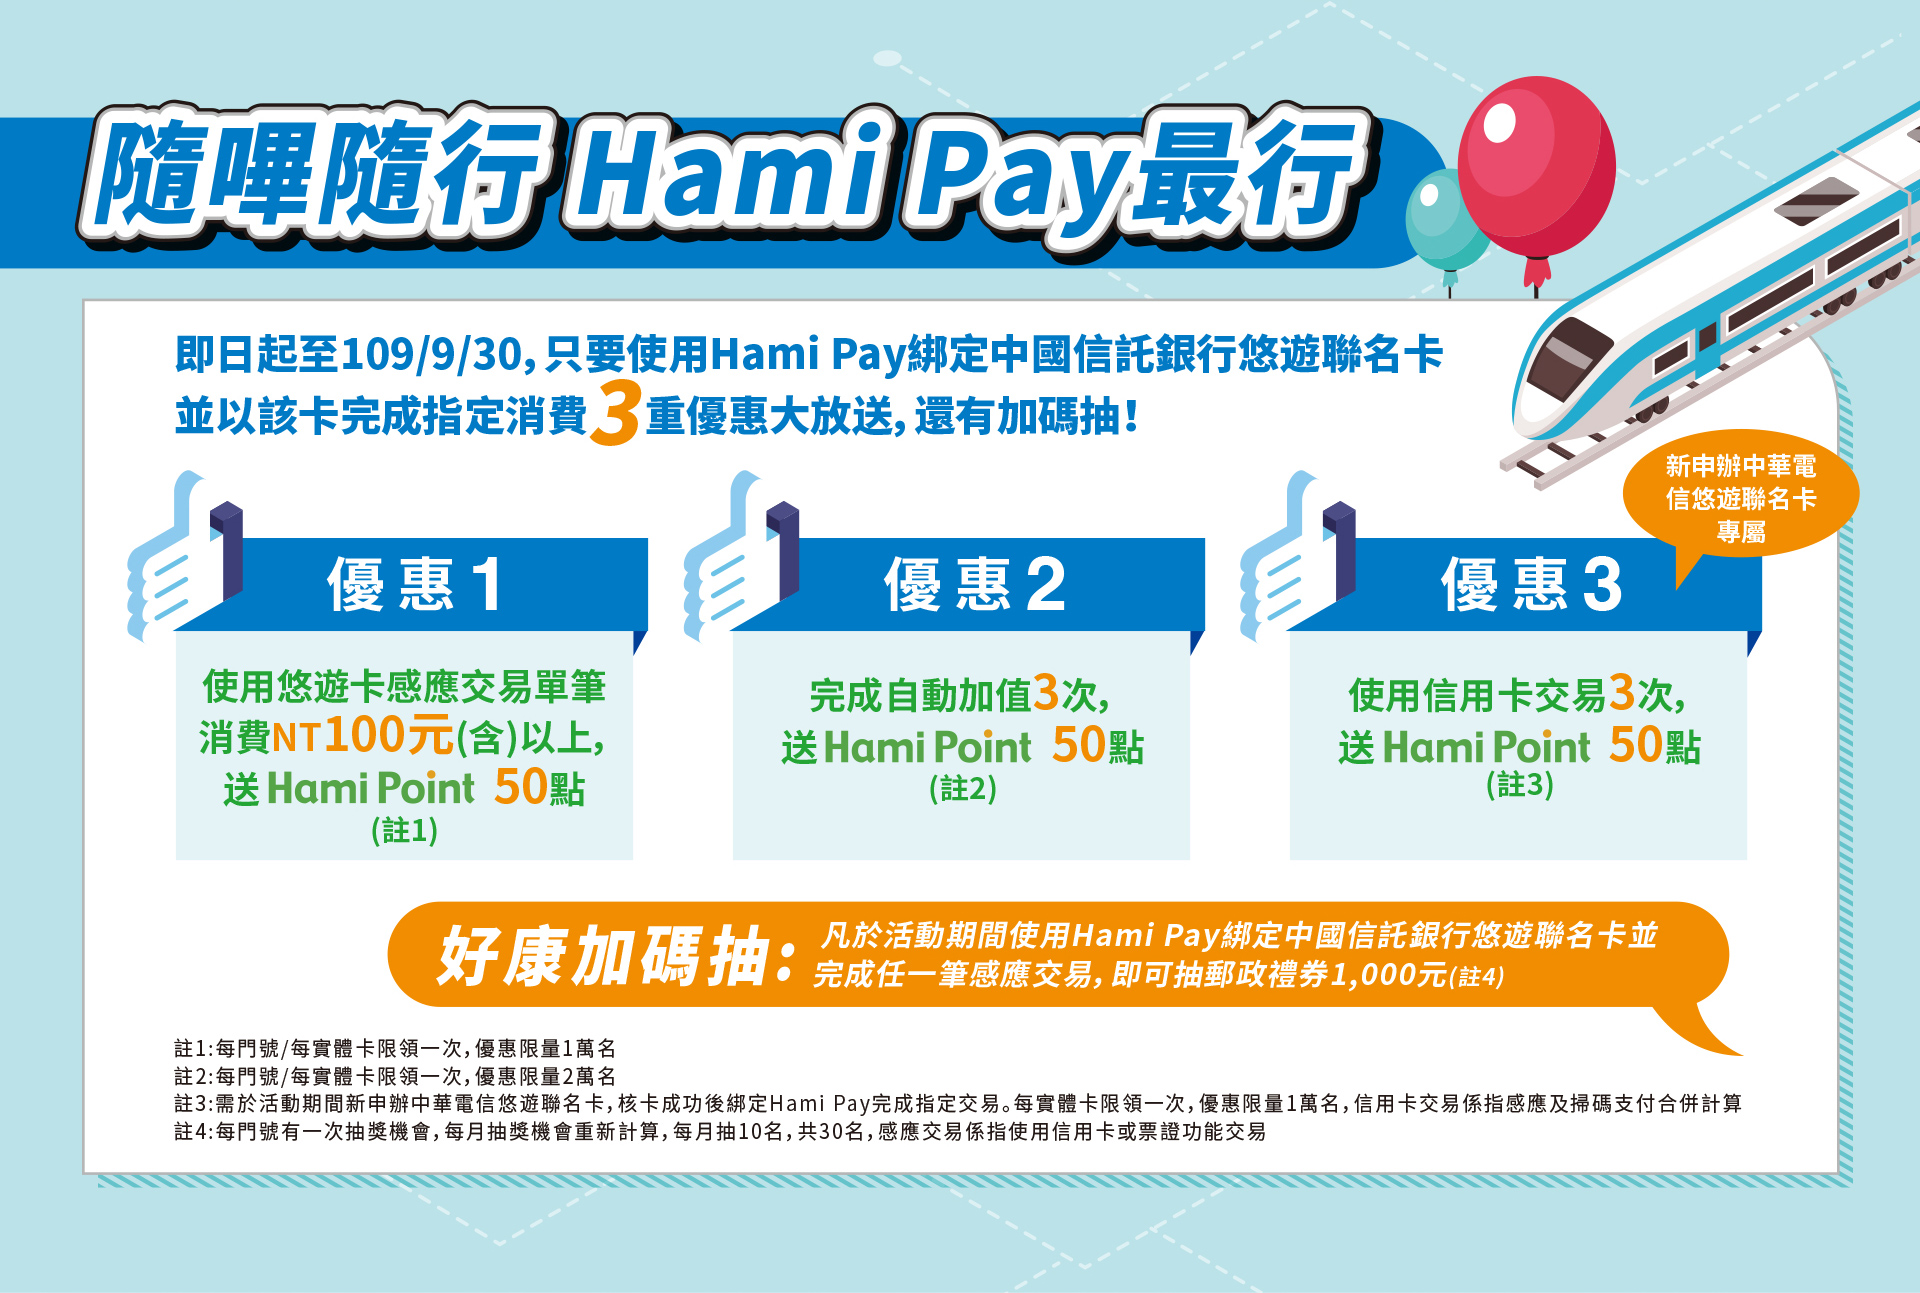 隨嗶隨行 Hami Pay最行
即日起至109/9/30, 只要使用Hami Pay綁定中國信託銀行悠遊聯名卡
並以該卡完成指定消費3重優惠大放送, 還有加碼抽!
新申辦中華電
信悠遊聯名卡
專屬
優惠1
使用悠遊卡感應交易單筆
消費NT100元(含)以上,
送 Hami Point 50點
(註1)
優惠2
完成自動加值3次,
送 Hami Point 50點
(註2)
優惠3
使用信用卡交易3次,
送 Hami Point 50點
(註3)
好康加碼抽:
凡於活動期間使用Hami Pay綁定中國信託銀行悠遊聯名卡並
完成任一筆感應交易, 即可抽郵政禮券1,000元(註4)
註1:每門號/每實體卡限領一次, 優惠限量1萬名
註2:每門號/每實體卡限領一次, 優惠限量2萬名
註3:需於活動期間新申辦中華電信悠遊聯名卡, 核卡成功後綁定Hami Pay完成指定交易。每實體卡限領一次, 優惠限量1萬名, 信用卡交易係指感應及掃碼支付合併計算
註4:每門號有一次抽獎機會, 每月抽獎機會重新計算, 每月抽10名, 共30名, 感應交易係指使用信用卡或票證功能交易